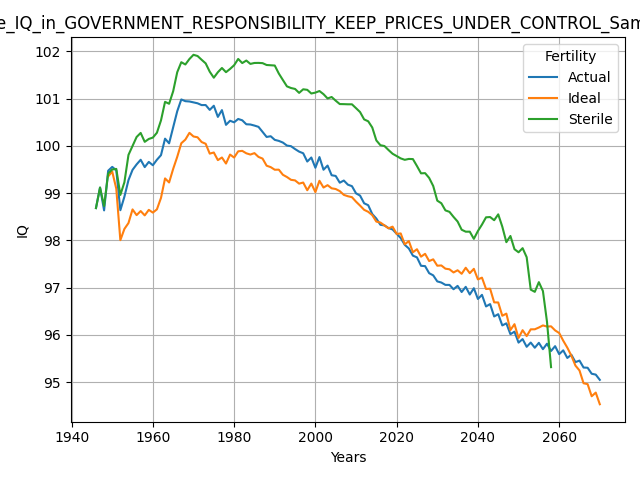 e_IQ_in_GOVERNMENT_RESPONSIBILITY_KEEP_PRICES_UNDER_CONTROL_Sam
Fertility
Actual
Ideal
Sterile
102
101
100
99
98
97
96
95
IQ
1940 1960 1980 2000 2020 2040 2060
Years